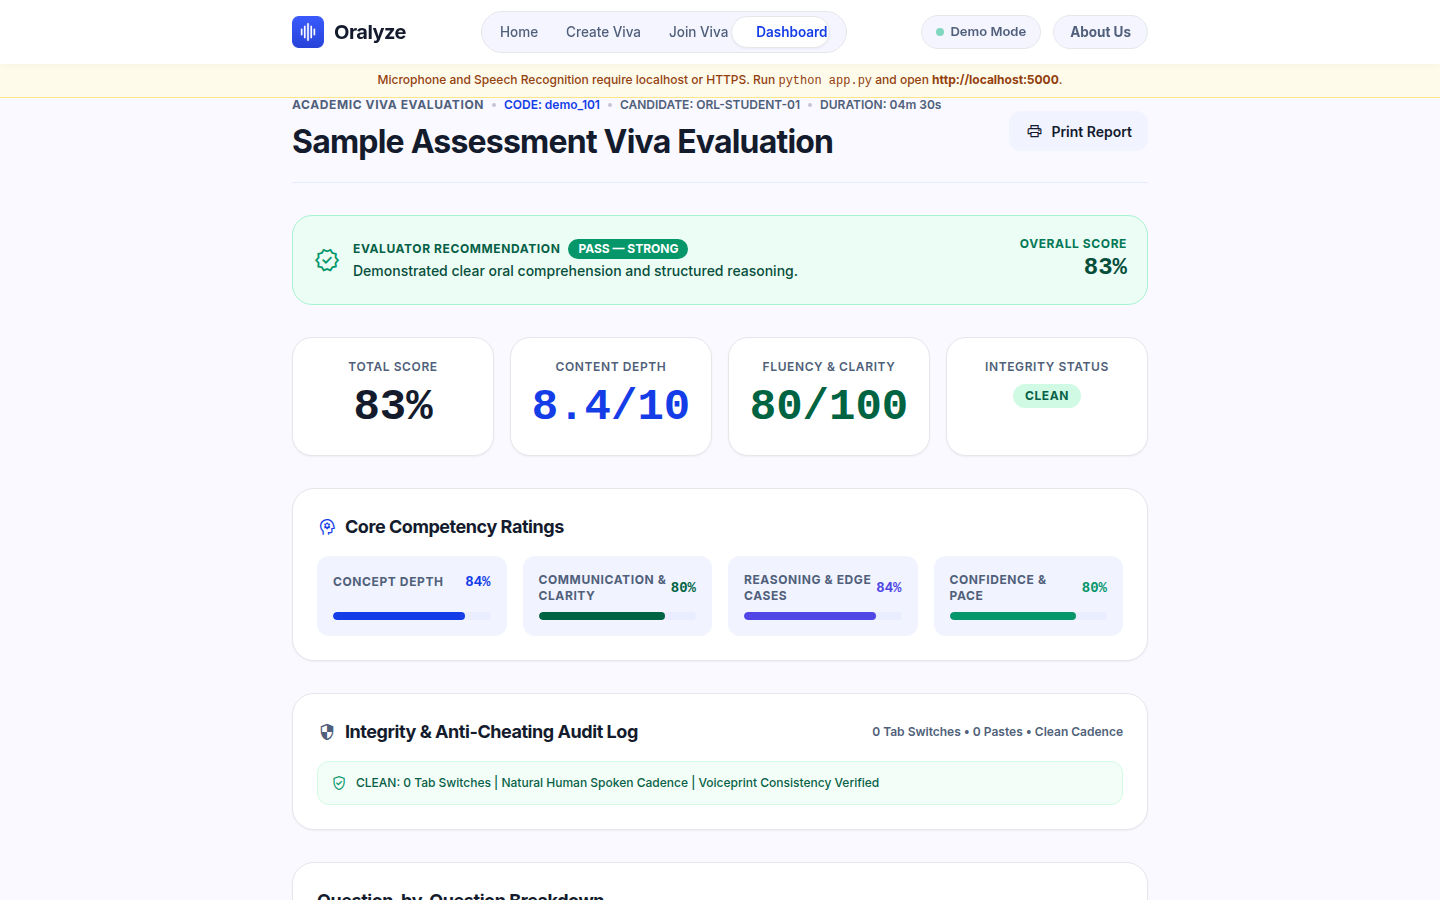 Oralyze
Home
Create Viva
Join Viva
Dashboard
Demo Mode
About Us
Microphone and Speech Recognition require localhost or HTTPS. Run python app.py and open http://localhost:5000.
ACADEMIC VIVA EVALUATION • CODE: demo_101 • CANDIDATE: ORL-STUDENT-01 • DURATION: 04m 30s
Sample Assessment Viva Evaluation
Print Report
EVALUATOR RECOMMENDATION PASS — STRONG
Demonstrated clear oral comprehension and structured reasoning.
OVERALL SCORE
83%
TOTAL SCORE
83%
CONTENT DEPTH
8.4/10
FLUENCY & CLARITY
80/100
INTEGRITY STATUS
CLEAN
Core Competency Ratings
CONCEPT DEPTH
84%
COMMUNICATION &
CLARITY
80%
REASONING & EDGE
CASES
84%
CONFIDENCE &
PACE
80%
Integrity & Anti-Cheating Audit Log
0 Tab Switches • 0 Pastes • Clean Cadence
CLEAN: 0 Tab Switches | Natural Human Spoken Cadence | Voiceprint Consistency Verified
Question-by-Question Breakdown